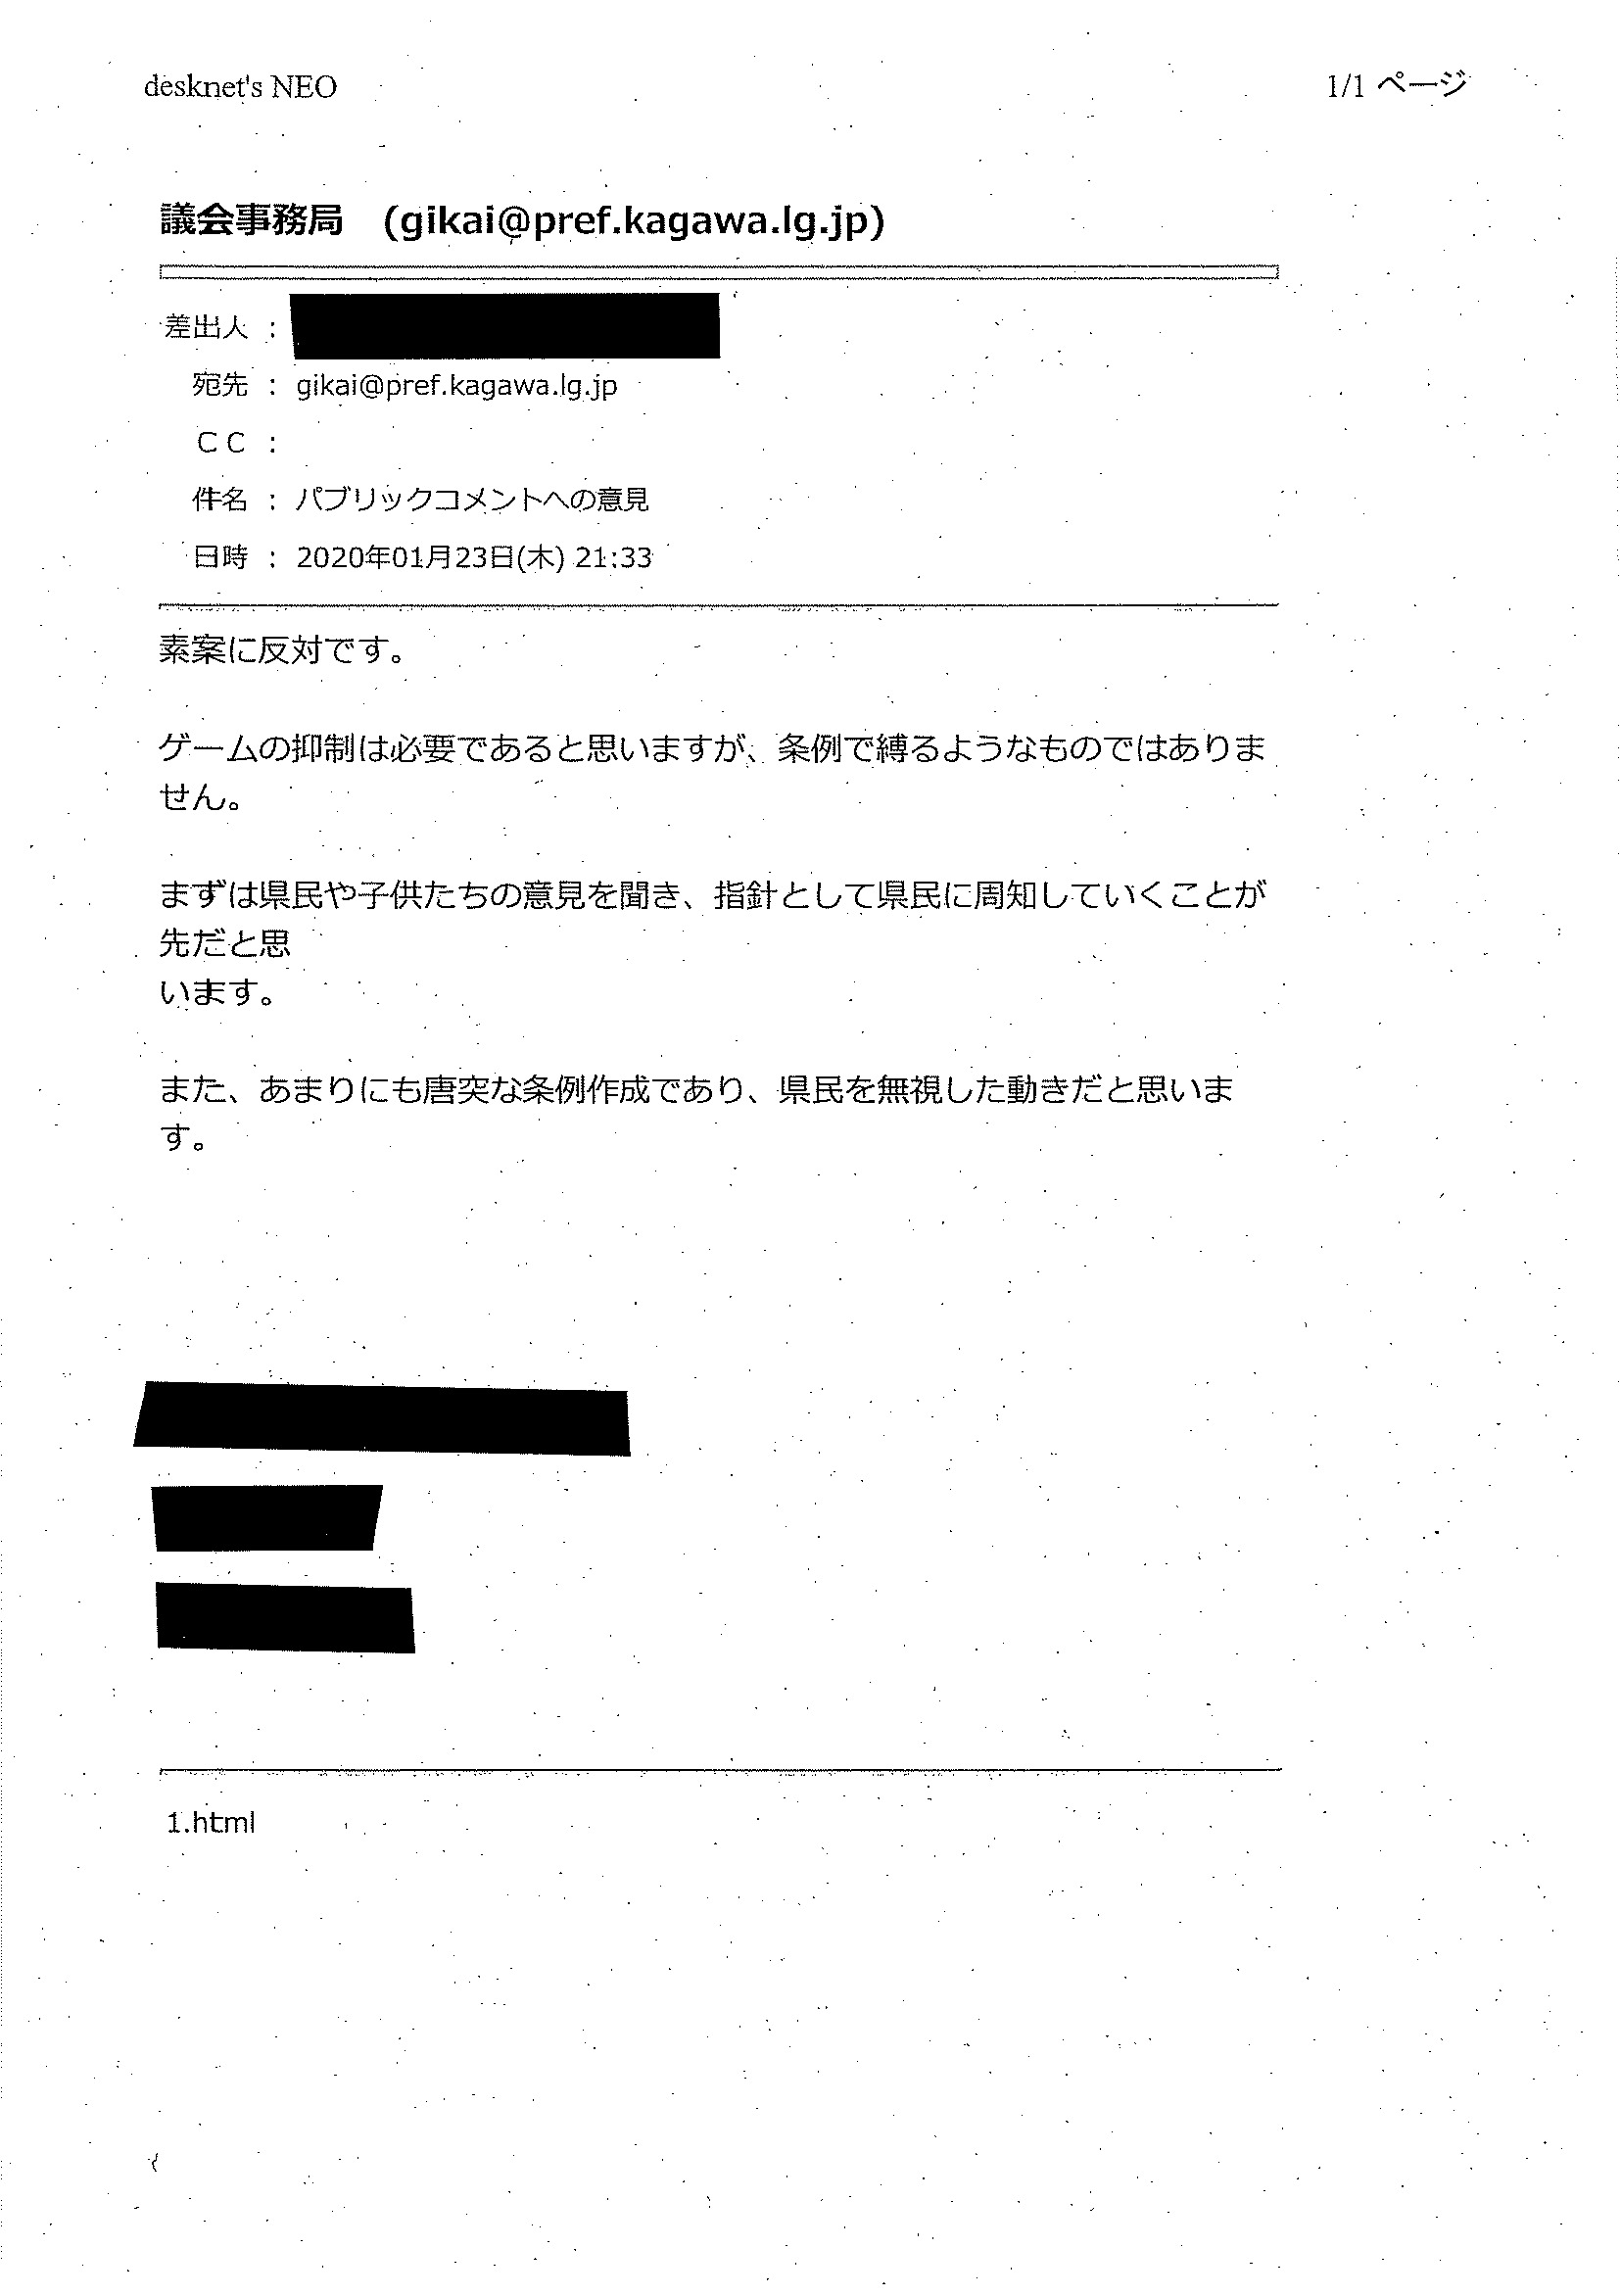 desknet's NEO
1/1 ページ
議会事務局 (gikai@pref.kagawa.lg.jp)
差出人 :
宛先 : gikai@pref.kagawa.lg.jp
ＣＣ :
件名 : パブリックコメントへの意見
日時 : 2020年01月23日(木) 21:33
素案に反対です。
ゲームの抑制は必要であると思いますが、条例で縛るようなものではありま
せん。
まずは県民や子供たちの意見を聞き、指針として県民に周知していくことが
先だと思
います。
また、あまりにも唐突な条例作成であり、県民を無視した動きだと思いま
す。
1.html